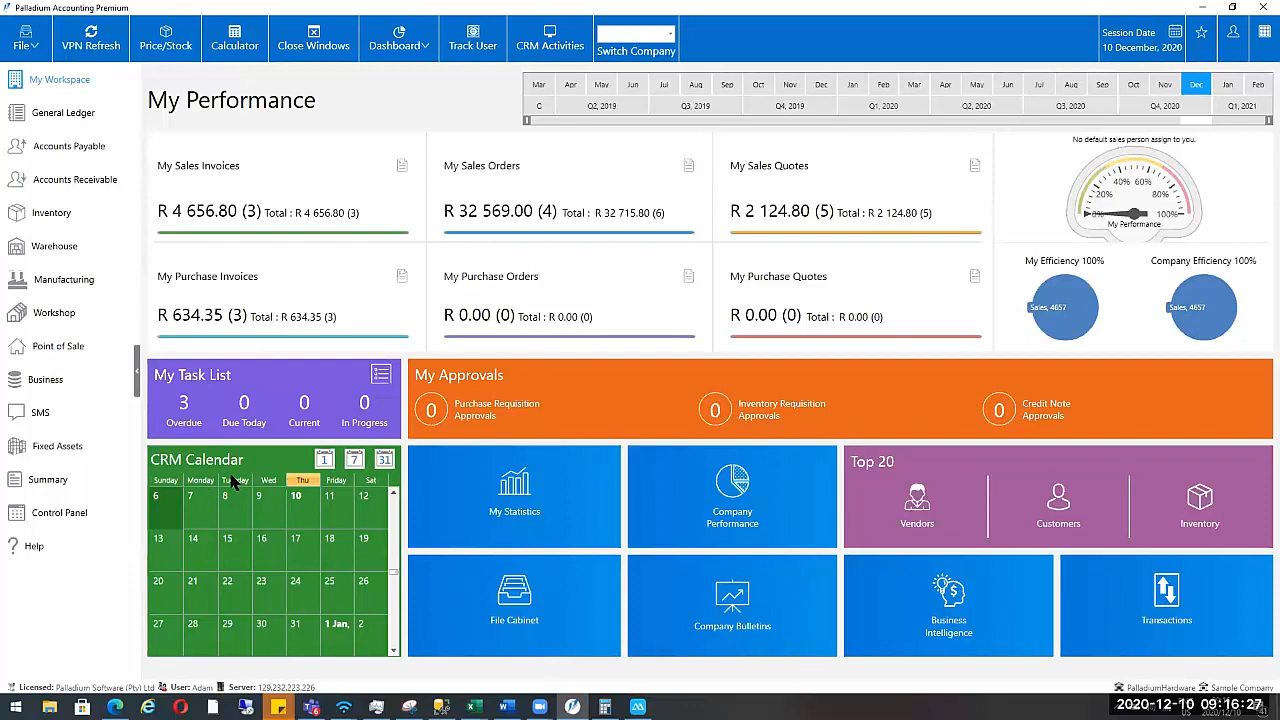 Palladium Accounting Premium
File
VPN Refresh
Price/Stock
Calculator
Close Windows
Dashboard
Track User
CRM Activities
Switch Company
Session Date
10 December, 2020
My Workspace
General Ledger
Accounts Payable
Accounts Receivable
Inventory
Warehouse
Manufacturing
Workshop
Point of Sale
Business
SMS
Fixed Assets
Summary
Control Panel
Help
My Performance
Mar Apr May Jun Jul Aug Sep Oct Nov Dec Jan Feb Mar Apr May Jun Jul Aug Sep Oct Nov Dec Jan Feb
Q Q2, 2019 Q3, 2019 Q4, 2019 Q1, 2020 Q2, 2020 Q3, 2020 Q4, 2020 Q1, 2021
My Sales Invoices
R 4 656.80 (3) Total : R 4 656.80 (3)
My Sales Orders
R 32 569.00 (4) Total : R 32 715.80 (6)
My Sales Quotes
R 2 124.80 (5) Total : R 2 124.80 (5)
No default sales person assign to you.
0% 20% 40% 60% 80% 100%
My Performance
My Purchase Invoices
R 634.35 (3) Total : R 634.35 (3)
My Purchase Orders
R 0.00 (0) Total : R 0.00 (0)
My Purchase Quotes
R 0.00 (0) Total : R 0.00 (0)
My Efficiency 100%
Sales, 4657
Company Efficiency 100%
Sales, 4657
My Task List
3 0 0 0
Overdue Due Today Current In Progress
My Approvals
0 Purchase Requisition
Approvals
0 Inventory Requisition
Approvals
0 Credit Note
Approvals
CRM Calendar 1 7 31
Sunday Monday Tuesday Wed Thu Friday Sat
6 7 8 9 10 11 12
13 14 15 16 17 18 19
20 21 22 23 24 25 26
27 28 29 30 31 1 Jan, 2
My Statistics
Company
Performance
Top 20
Vendors
Customers
Inventory
File Cabinet
Company Bulletins
Business
Intelligence
Transactions
Licensed: Palladium Software (Pty) Ltd User: Adam Server: 129.232.223.226
PalladiumHardware Sample Company
2020-12-10 09:16:27